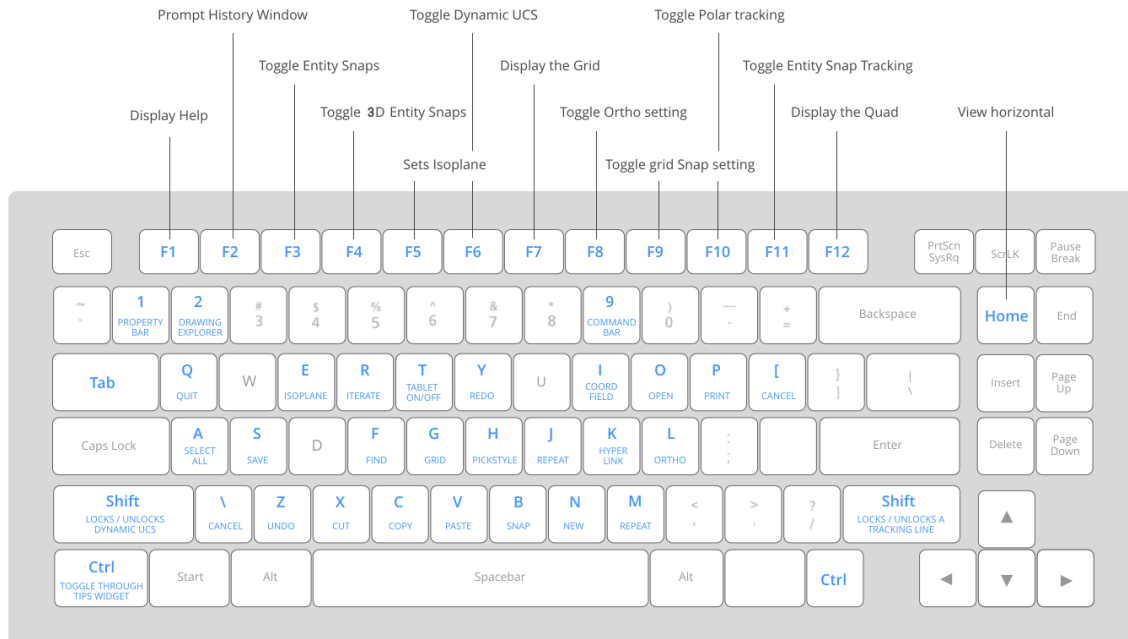 Prompt History Window
Toggle Dynamic UCS
Toggle Polar tracking
Toggle Entity Snaps
Display the Grid
Toggle Entity Snap Tracking
Display Help
Toggle 3D Entity Snaps
Toggle Ortho setting
Display the Quad
View horizontal
Sets Isoplane
Toggle grid Snap setting
Esc
F1
F2
F3
F4
F5
F6
F7
F8
F9
F10
F11
F12
PrtScn
SysRq
ScrLK
Pause
Break
~
`
1
PROPERTY
BAR
2
DRAWING
EXPLORER
#
3
$
4
%
5
^
6
&
7
*
8
9
COMMAND
BAR
)
0
—
-
+
=
Backspace
Home
End
Tab
Q
QUIT
W
E
ISOPLANE
R
ITERATE
T
TABLET
ON/OFF
Y
REDO
U
I
COORD
FIELD
O
OPEN
P
PRINT
[
CANCEL
}
]
|
\
Insert
Page
Up
Caps Lock
A
SELECT
ALL
S
SAVE
D
F
FIND
G
GRID
H
PICKSTYLE
J
REPEAT
K
HYPER
LINK
L
ORTHO
:
;
Enter
Delete
Page
Down
Shift
LOCKS / UNLOCKS
DYNAMIC UCS
\
CANCEL
Z
UNDO
X
CUT
C
COPY
V
PASTE
B
SNAP
N
NEW
M
REPEAT
<
,
>
.
?
/
Shift
LOCKS / UNLOCKS A
TRACKING LINE
▲
Ctrl
TOGGLE THROUGH
TIPS WIDGET
Start
Alt
Spacebar
Alt
Ctrl
◀
▼
▶